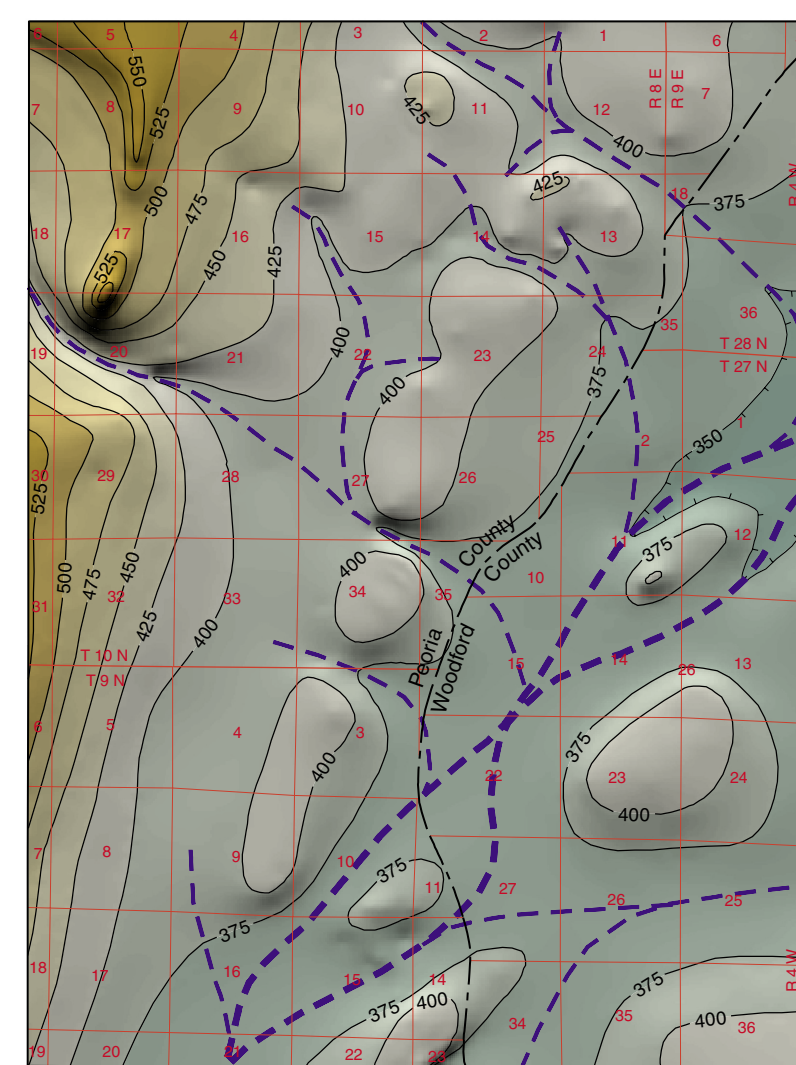 6 5 4 3 2 1 6
550
7 8 9 10 11 12 7
R 8 E R 9 E
425
525
400
500 475 425 18 375
R 4 W
18 17 16 15 14 13
450 425
525
35 36
T 28 N
T 27 N
19 20 21 22 23 24
400
400 375
1
25 2
350
30 29 28 27 26
525
11 12
County
County
375
450
500 475 400
10
31 32 33 34 35
425 400
Peoria
Woodford
T 10 N
T 9 N
15 14 26 13
6 5 4 3
375
400
22 23 24
400
7 8 9 10 11
375
27 26 25
375
18 17 16 15 14
375 400
375
R 4 W
34 35 400 36
19 20 21 22 23